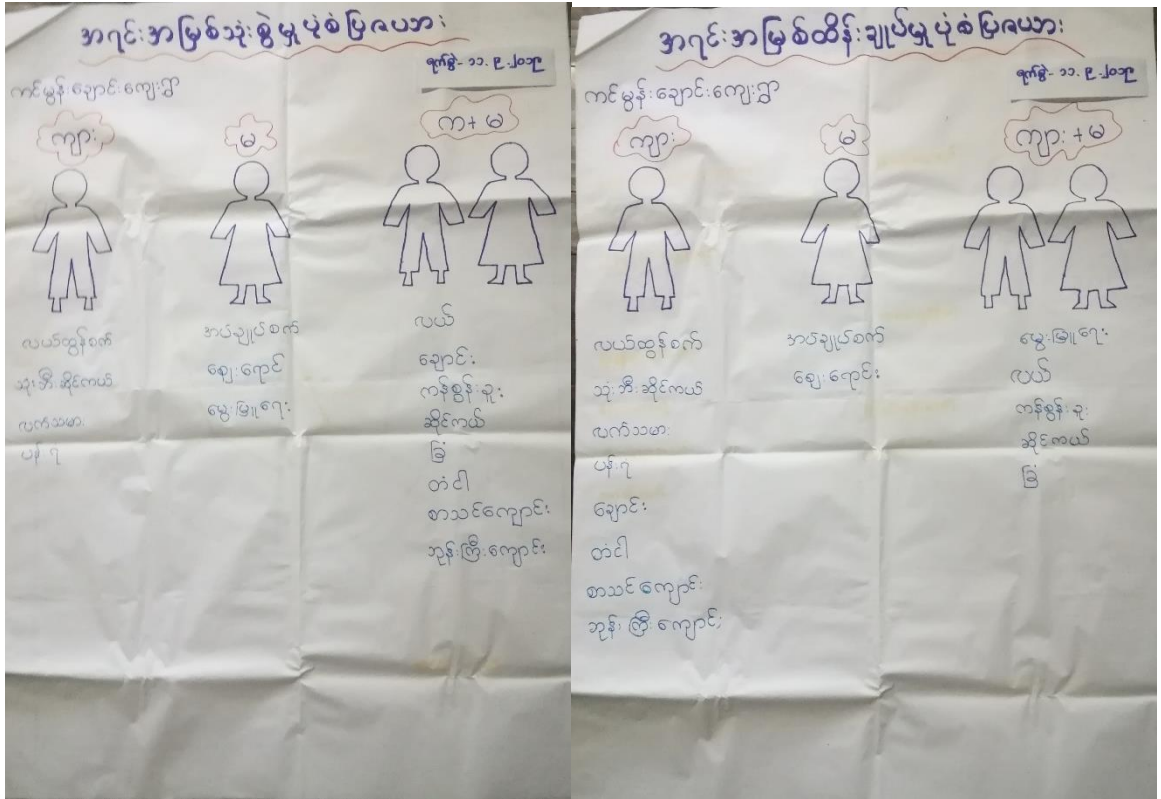 အရင်းအမြစ်သုံးစွဲမှုပုံစံပြဇယား
ရက်စွဲ- ၁၁.၉.၂၀၁၉
ကင်မွန်းချောင်းကျေးရွာ
ကျား
မ
က+မ
လယ်ထွန်စက်
သုံးဘီးဆိုင်ကယ်
လက်သမား
ပန်းရံ
အပ်ချုပ်စက်
ဈေးရောင်း
မွေးမြူရေး
လယ်
ချောင်း
ကန်စွန်းခူး
ဆိုင်ကယ်
ခြံ
တံငါ
စာသင်ကျောင်း
ဘုန်းကြီးကျောင်း
အရင်းအမြစ်ထိန်းချုပ်မှုပုံစံပြဇယား
ရက်စွဲ- ၁၁.၉.၂၀၁၉
ကင်မွန်းချောင်းကျေးရွာ
ကျား
မ
ကျား+မ
လယ်ထွန်စက်
သုံးဘီးဆိုင်ကယ်
လက်သမား
ပန်းရံ
ချောင်း
တံငါ
စာသင်ကျောင်း
ဘုန်းကြီးကျောင်း
အပ်ချုပ်စက်
ဈေးရောင်း
မွေးမြူရေး
လယ်
ကန်စွန်းခူး
ဆိုင်ကယ်
ခြံ